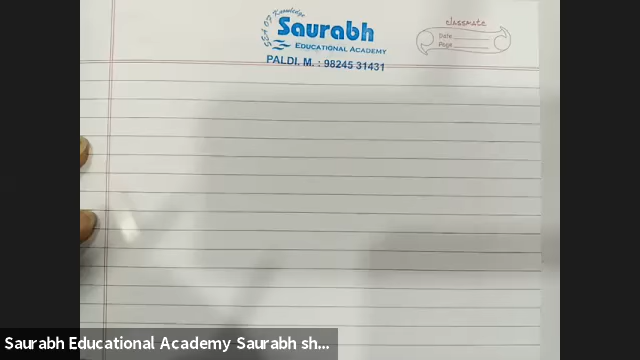 SEA OF Knowledge
Saurabh
EDUCATIONAL ACADEMY
PALDI. M. : 98245 31431
classmate
Date
Page
Saurabh Educational Academy Saurabh sh...